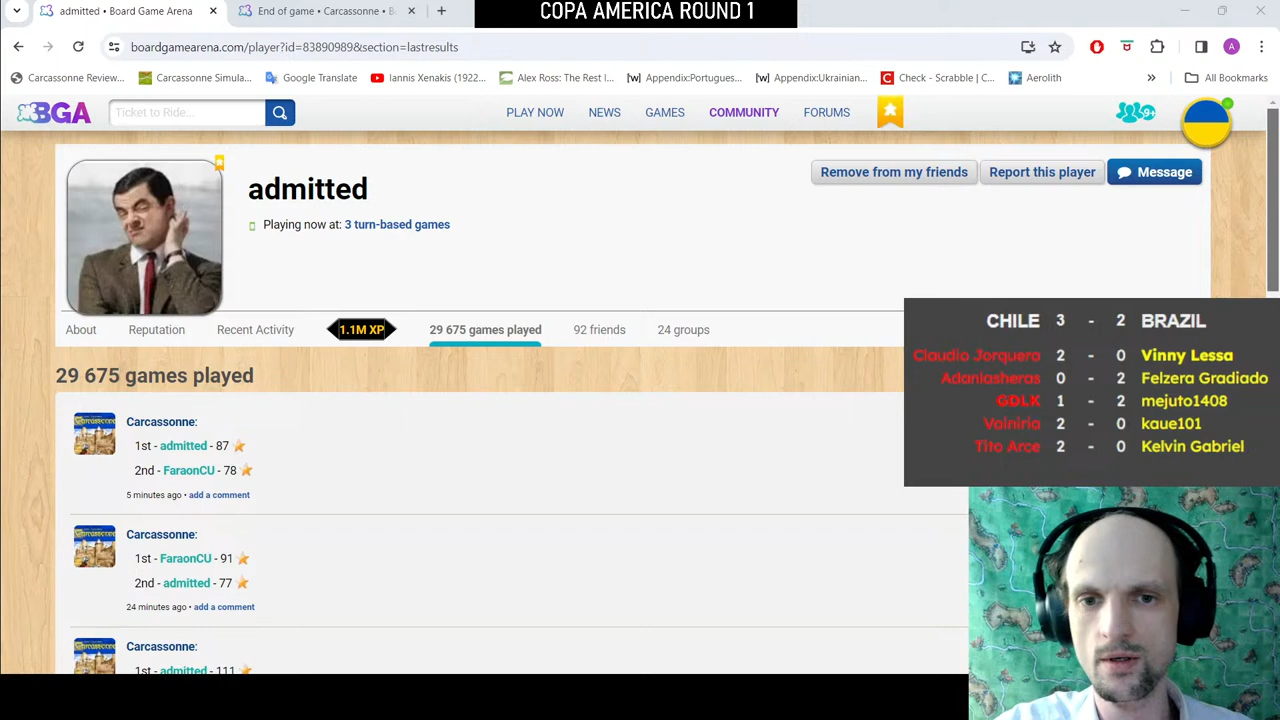 COPA AMERICA ROUND 1
admitted • Board Game Arena
End of game • Carcassonne • B
boardgamearena.com/player?id=83890989&section=lastresults
A
Carcassonne Review...
Carcassonne Simula...
Google Translate
Iannis Xenakis (1922...
Alex Ross: The Rest I...
[w] Appendix:Portugues...
[w] Appendix:Ukrainian...
C Check - Scrabble | C...
Aerolith
All Bookmarks
BGA
Ticket to Ride...
PLAY NOW
NEWS
GAMES
COMMUNITY
FORUMS
9+
admitted
Remove from my friends
Report this player
Message
Playing now at: 3 turn-based games
About
Reputation
Recent Activity
1.1M XP
29 675 games played
92 friends
24 groups
CHILE 3 - 2 BRAZIL
Claudio Jorquera 2 - 0 Vinny Lessa
Adaniasheras 0 - 2 Felzera Gradiado
GDLK 1 - 2 mejuto1408
Valniria 2 - 0 kaue101
Tito Arce 2 - 0 Kelvin Gabriel
29 675 games played
Carcassonne:
1st - admitted - 87
2nd - FaraonCU - 78
5 minutes ago • add a comment
Carcassonne:
1st - FaraonCU - 91
2nd - admitted - 77
24 minutes ago • add a comment
Carcassonne:
1st - admitted - 111